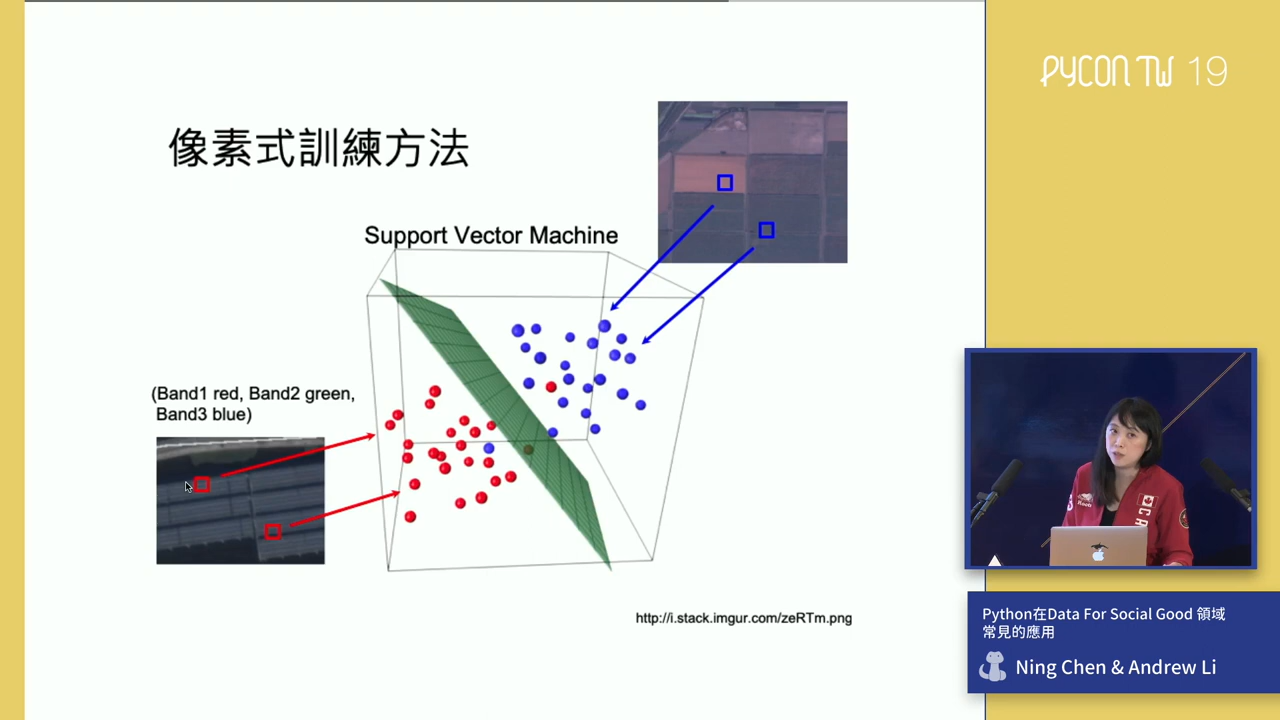 像素式訓練方法
Support Vector Machine
(Band1 red, Band2 green,
Band3 blue)
http://i.stack.imgur.com/zeRTm.png
PYCON TW 19
Python在Data For Social Good 領域
常見的應用
Ning Chen & Andrew Li